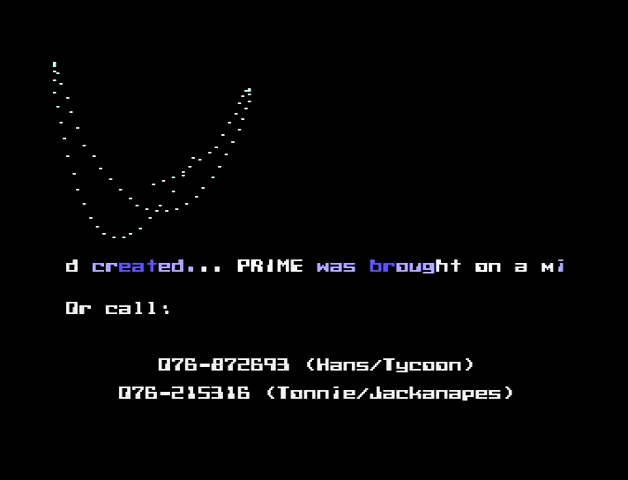 d created... PRIME was brought on a mi
Or call:
076-872693 (Hans/Tycoon)
076-215316 (Tonnie/Jackanapes)